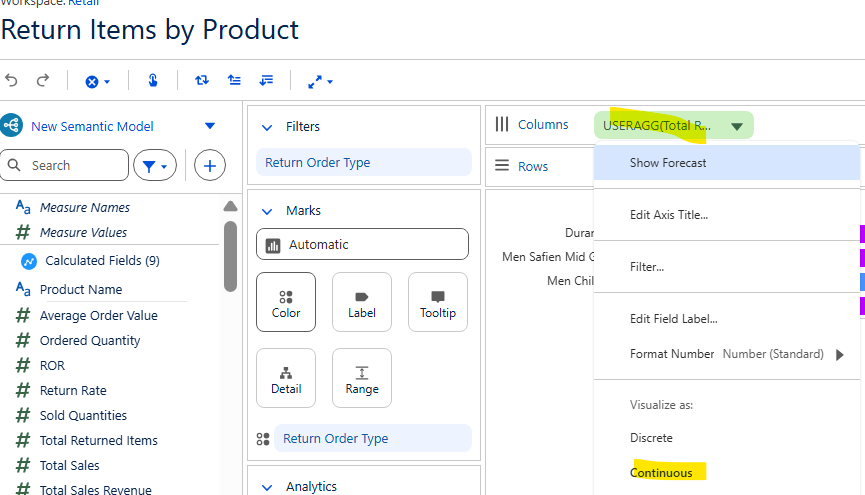 Workspace: Retail
Return Items by Product
New Semantic Model
Search
Measure Names
Measure Values
Calculated Fields (9)
Product Name
Average Order Value
Ordered Quantity
ROR
Return Rate
Sold Quantities
Total Returned Items
Total Sales
Total Sales Revenue
Filters
Return Order Type
Marks
Automatic
Color
Label
Tooltip
Detail
Range
Return Order Type
Analytics
Columns
USERAGG(Total R...
Rows
Duran
Men Safien Mid G
Men Chil
Show Forecast
Edit Axis Title...
Filter...
Edit Field Label...
Format Number Number (Standard)
Visualize as:
Discrete
Continuous